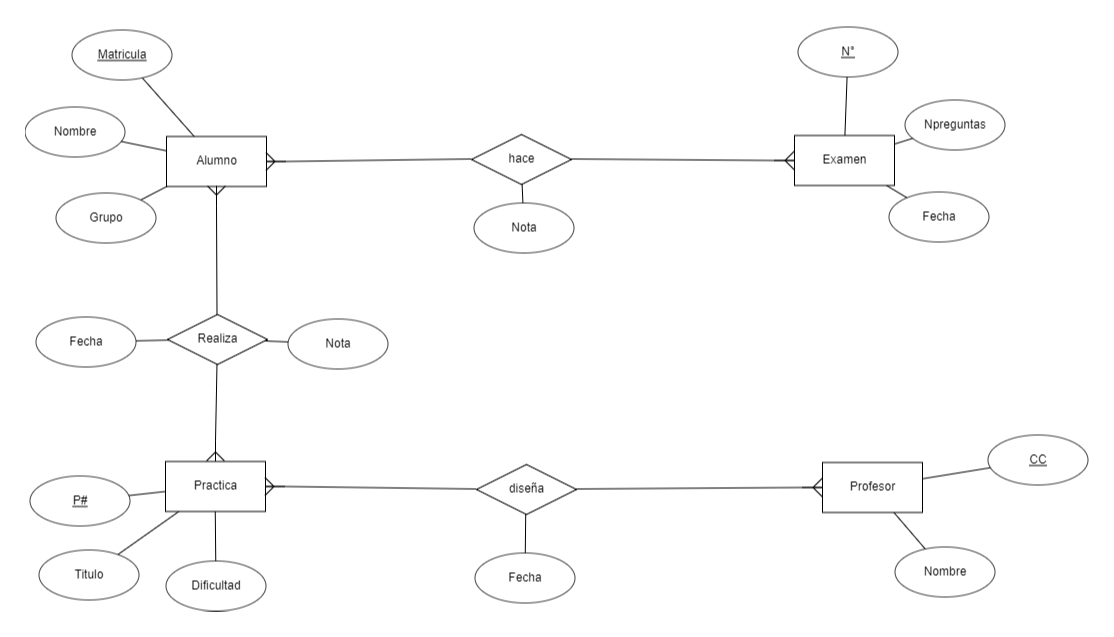 Matricula
N°
Nombre
Npreguntas
Alumno
hace
Examen
Grupo
Nota
Fecha
Fecha
Realiza
Nota
CC
P#
Practica
diseña
Profesor
Titulo
Dificultad
Fecha
Nombre